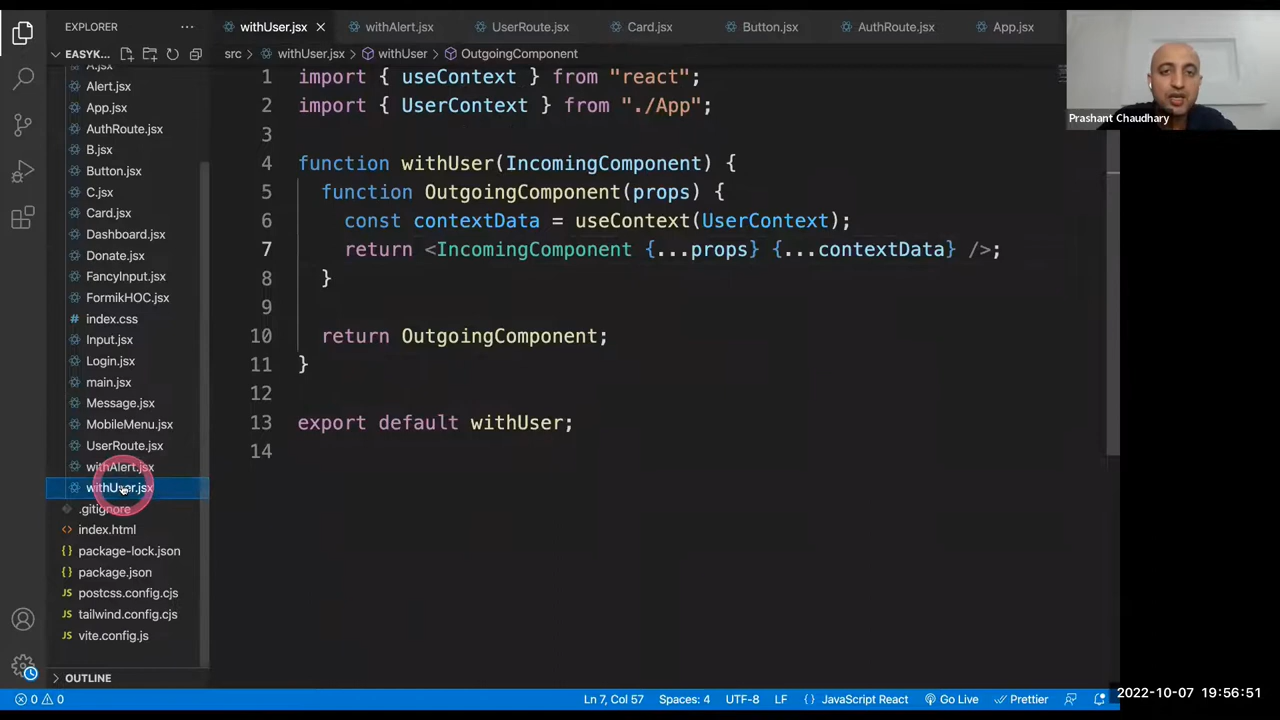 EXPLORER
EASYK...
A.jsx
Alert.jsx
App.jsx
AuthRoute.jsx
B.jsx
Button.jsx
C.jsx
Card.jsx
Dashboard.jsx
Donate.jsx
FancyInput.jsx
FormikHOC.jsx
# index.css
Input.jsx
Login.jsx
main.jsx
Message.jsx
MobileMenu.jsx
UserRoute.jsx
withAlert.jsx
withUser.jsx
.gitignore
<> index.html
{} package-lock.json
{} package.json
JS postcss.config.cjs
JS tailwind.config.cjs
JS vite.config.js
OUTLINE
withUser.jsx withAlert.jsx UserRoute.jsx Card.jsx Button.jsx AuthRoute.jsx App.jsx
src > withUser.jsx > withUser > OutgoingComponent
1 import { useContext } from "react";
2 import { UserContext } from "./App";
3
4 function withUser(IncomingComponent) {
5 function OutgoingComponent(props) {
6 const contextData = useContext(UserContext);
7 return <IncomingComponent {...props} {...contextData} />;
8 }
9
10 return OutgoingComponent;
11 }
12
13 export default withUser;
14
Prashant Chaudhary
0 0
Ln 7, Col 57 Spaces: 4 UTF-8 LF {} JavaScript React Go Live Prettier
2022-10-07 19:56:51